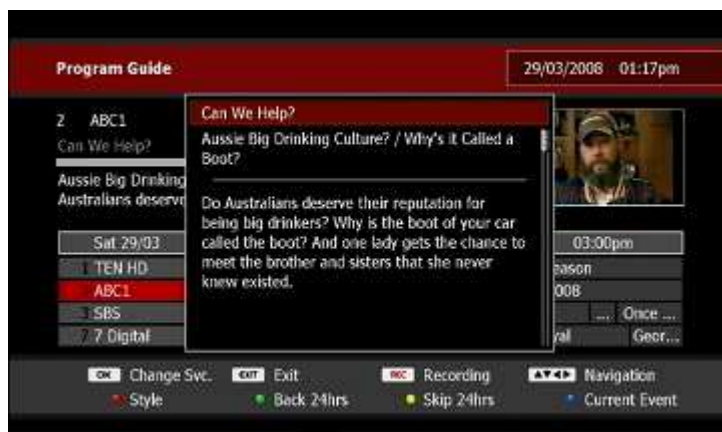 Program Guide
29/03/2008 01:17pm
2 ABC1
Can We Help?
Aussie Big Drinking
Australians deserve
Can We Help?
Aussie Big Drinking Culture? / Why's it Called a
Boot?
Do Australians deserve their reputation for
being big drinkers? Why is the boot of your car
called the boot? And one lady gets the chance to
meet the brother and sisters that she never
knew existed.
Sat 29/03
03:00pm
1 TEN HD
eason
ABC1
008
3 SBS
... Once ...
7 7 Digital
val
Geor...
OK Change Svc.
EXIT Exit
REC Recording
▲▼◀▶ Navigation
Style
Back 24hrs
Skip 24hrs
Current Event